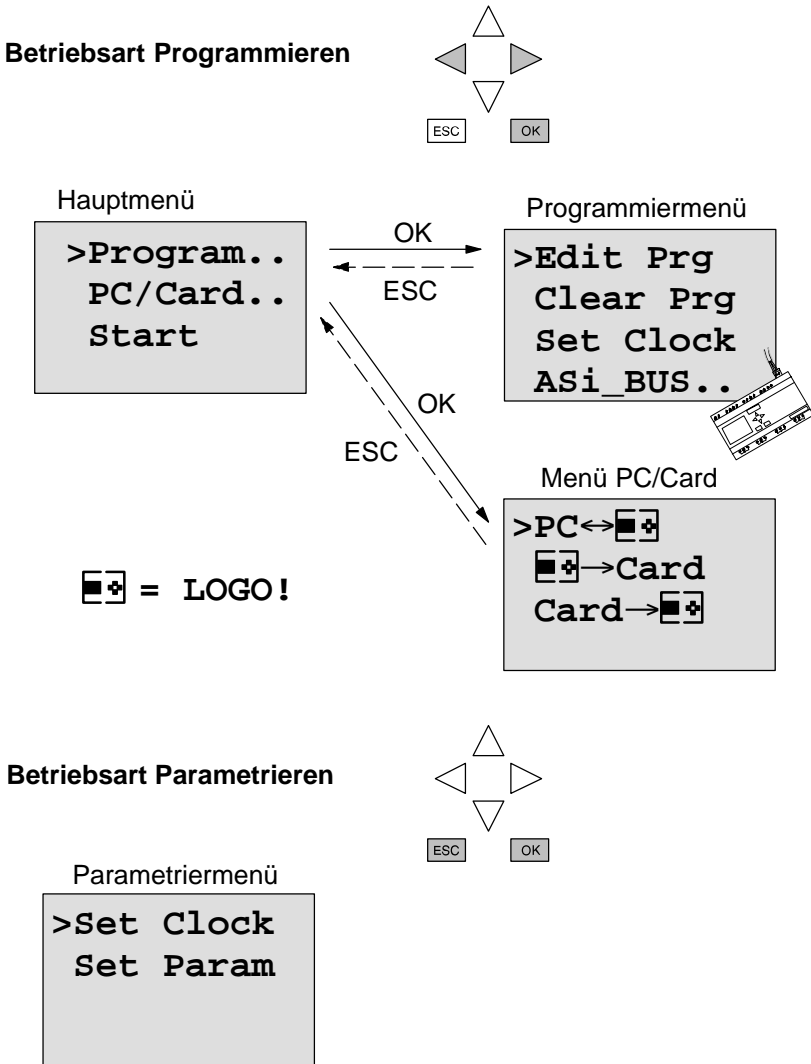 Betriebsart Programmieren
ESC OK
Hauptmenü
>Program..
PC/Card..
Start
OK
ESC
Programmiermenü
>Edit Prg
Clear Prg
Set Clock
ASi_BUS..
OK
ESC
Menü PC/Card
>PC↔
→Card
Card→
= LOGO!
Betriebsart Parametrieren
ESC OK
Parametriermenü
>Set Clock
Set Param